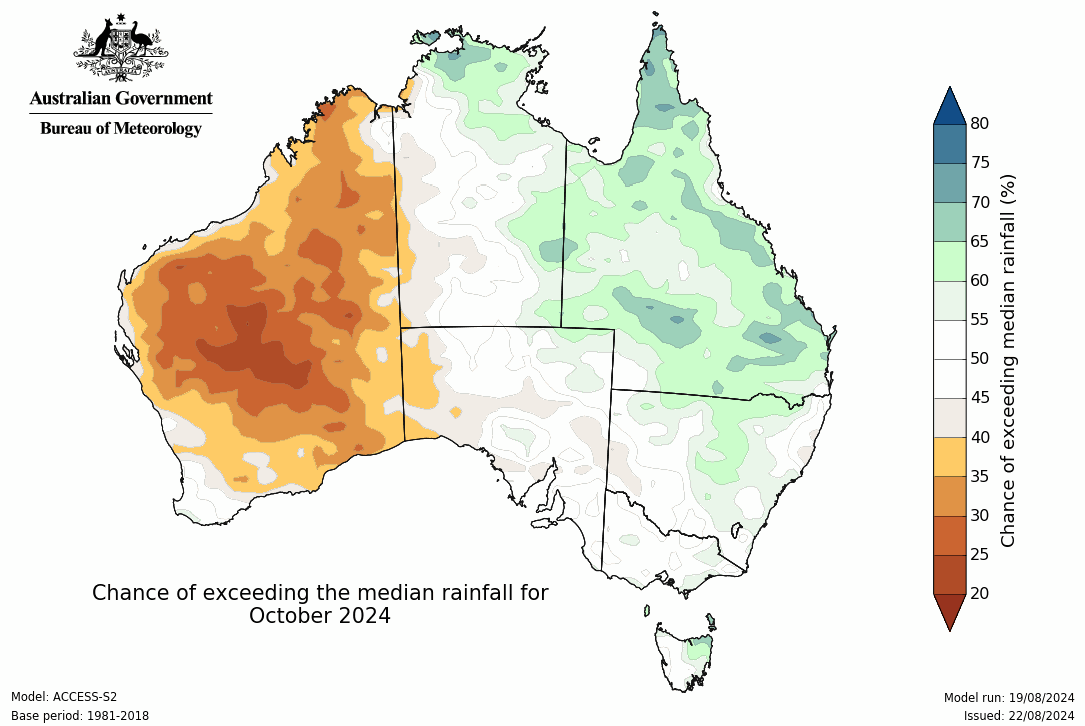 Australian Government
Bureau of Meteorology
80
75
70
65
60
55
50
45
40
35
30
25
20
Chance of exceeding median rainfall (%)
Chance of exceeding the median rainfall for
October 2024
Model: ACCESS-S2
Base period: 1981-2018
Model run: 19/08/2024
Issued: 22/08/2024